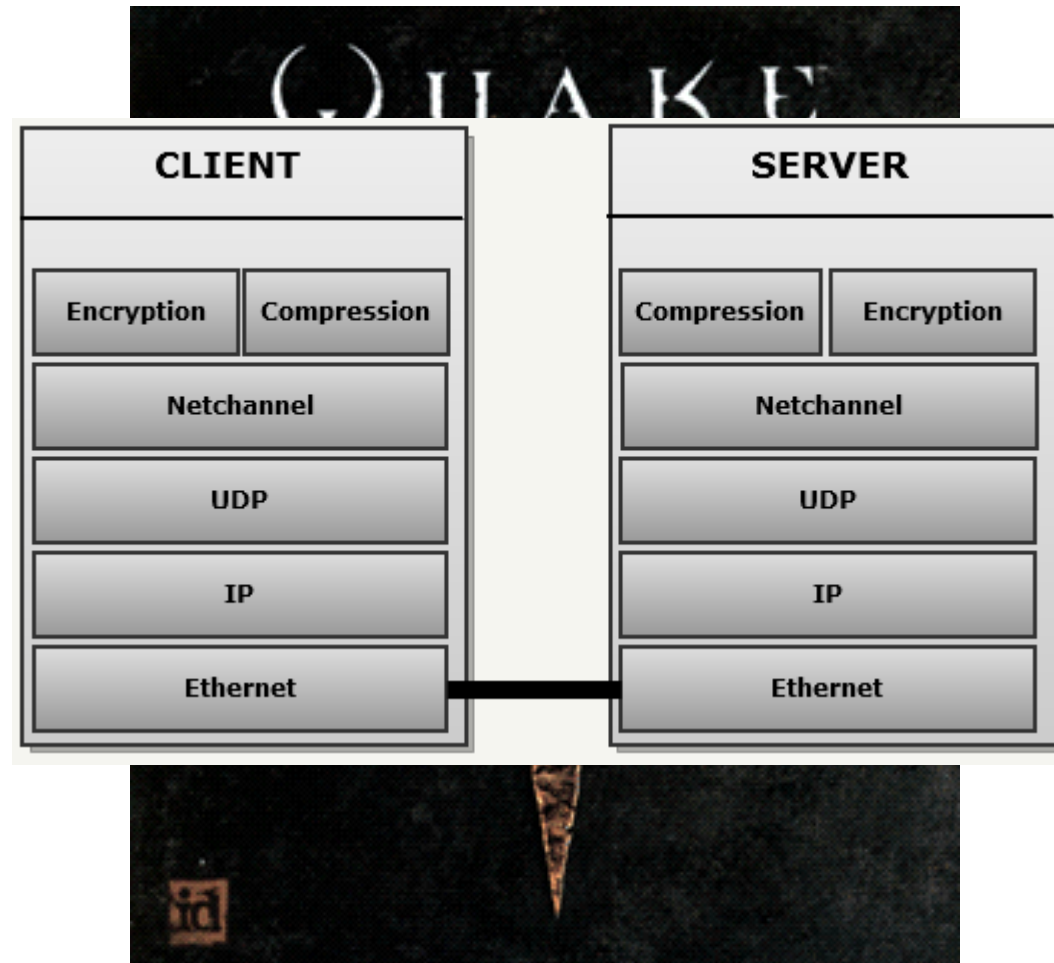 QUAKE
CLIENT
SERVER
Encryption Compression
Compression Encryption
Netchannel
Netchannel
UDP
UDP
IP
IP
Ethernet
Ethernet
id